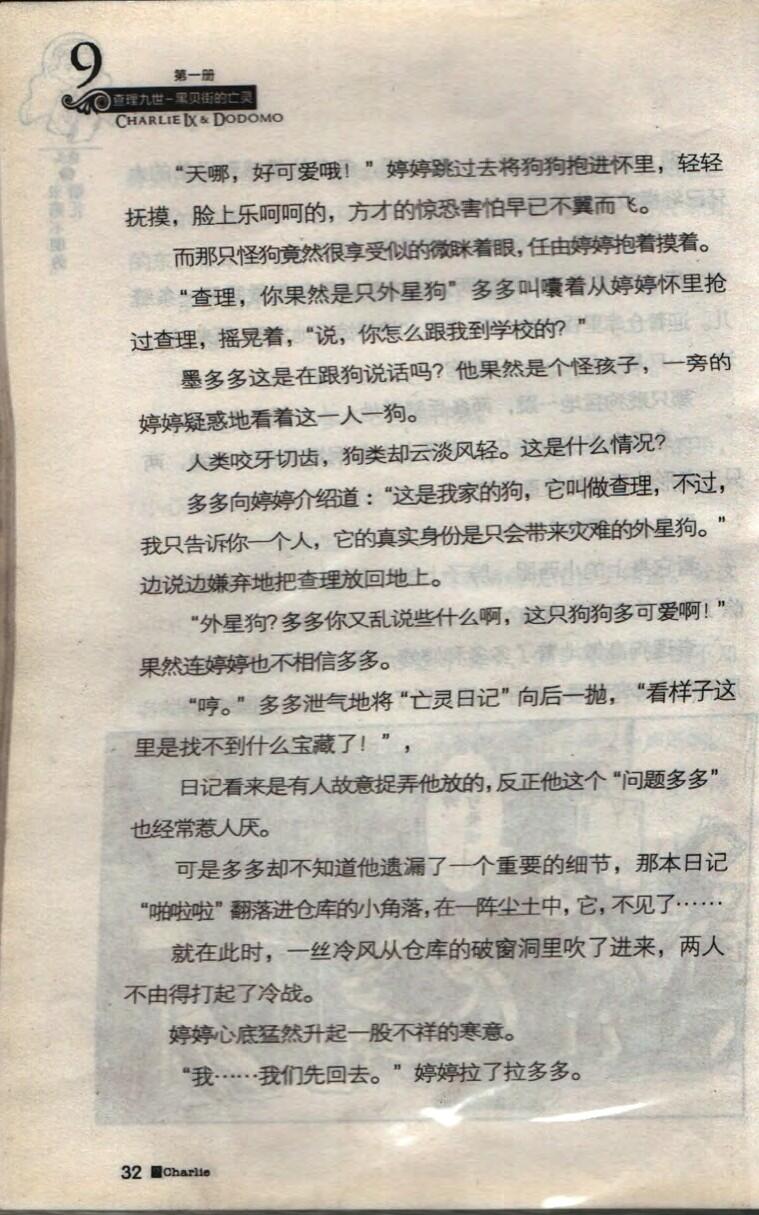 9
第一册
查理九世－黑贝街的亡灵
CHARLIE IX & DODOMO
“天哪，好可爱哦！”婷婷跳过去将狗狗抱进怀里，轻轻
抚摸，脸上乐呵呵的，方才的惊恐害怕早已不翼而飞。
而那只怪狗竟然很享受似的微眯着眼，任由婷婷抱着摸着。
“查理，你果然是只外星狗”多多叫囔着从婷婷怀里抢
过查理，摇晃着，“说，你怎么跟我到学校的？”
墨多多这是在跟狗说话吗？他果然是个怪孩子，一旁的
婷婷疑惑地看着这一人一狗。
人类咬牙切齿，狗类却云淡风轻。这是什么情况？
多多向婷婷介绍道：“这是我家的狗，它叫做查理，不过，
我只告诉你一个人，它的真实身份是只会带来灾难的外星狗。”
边说边嫌弃地把查理放回地上。
“外星狗？多多你又乱说些什么啊，这只狗狗多可爱啊！”
果然连婷婷也不相信多多。
“哼。”多多泄气地将“亡灵日记”向后一抛，“看样子这
里是找不到什么宝藏了！”，
日记看来是有人故意捉弄他放的，反正他这个“问题多多”
也经常惹人厌。
可是多多却不知道他遗漏了一个重要的细节，那本日记
“啪啦啦”翻落进仓库的小角落，在一阵尘土中，它，不见了……
就在此时，一丝冷风从仓库的破窗洞里吹了进来，两人
不由得打起了冷战。
婷婷心底猛然升起一股不祥的寒意。
“我……我们先回去。”婷婷拉了拉多多。
32 Charlie